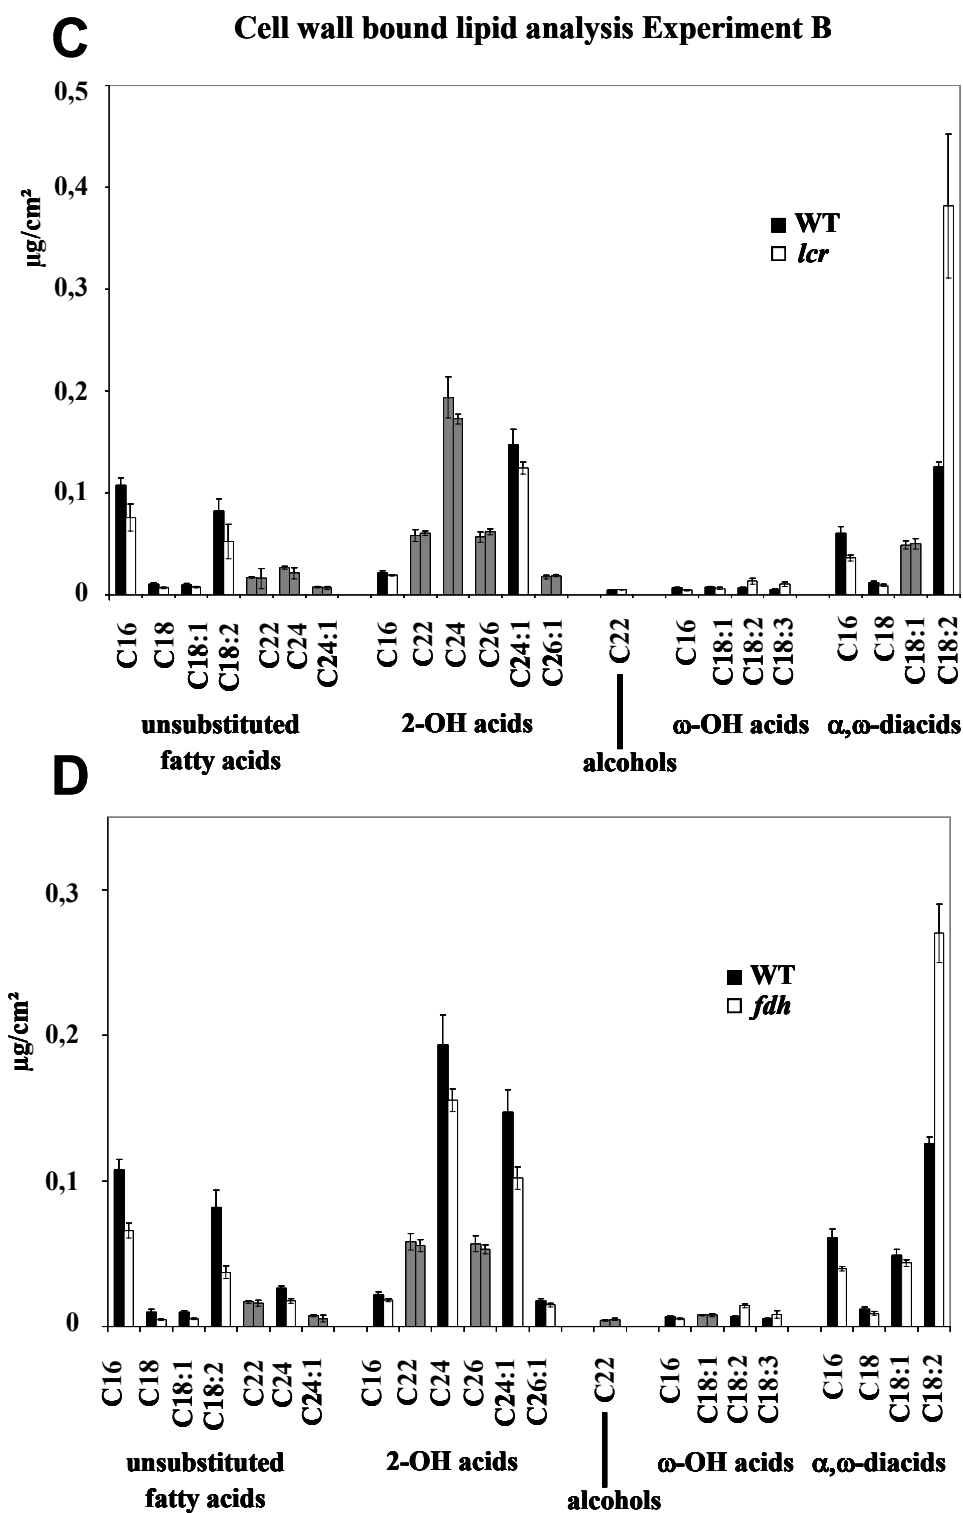 C
Cell wall bound lipid analysis Experiment B
0,5
0,4
0,3
0,2
0,1
0
µg/cm²
WT
lcr
C16 C18 C18:1 C18:2 C22 C24 C24:1 C16 C22 C24 C26 C24:1 C26:1 C22 C16 C18:1 C18:2 C18:3 C16 C18 C18:1 C18:2
unsubstituted
fatty acids
2-OH acids
alcohols
ω-OH acids
α,ω-diacids
D
0,3
0,2
0,1
0
µg/cm²
WT
fdh
C16 C18 C18:1 C18:2 C22 C24 C24:1 C16 C22 C24 C26 C24:1 C26:1 C22 C16 C18:1 C18:2 C18:3 C16 C18 C18:1 C18:2
unsubstituted
fatty acids
2-OH acids
alcohols
ω-OH acids
α,ω-diacids